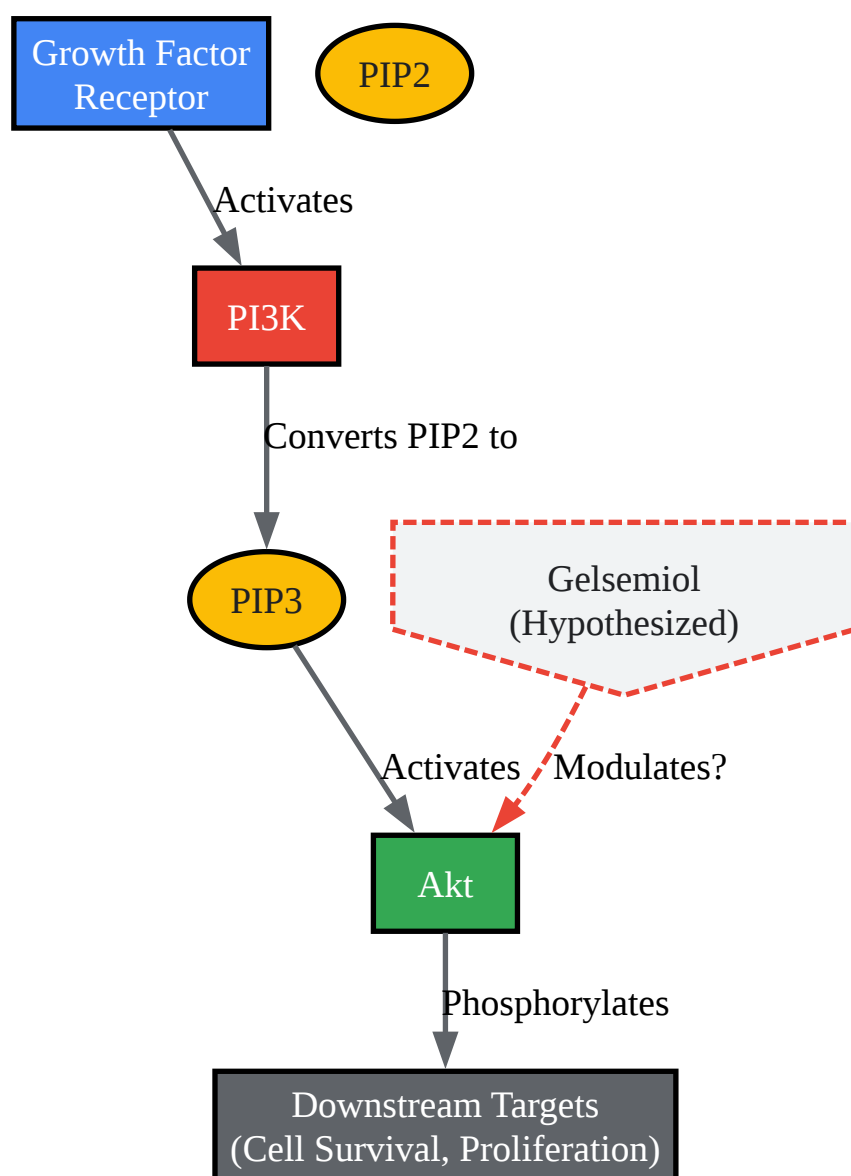 Growth Factor
Receptor
PIP2
Activates
PI3K
Converts PIP2 to
PIP3
Gelsemiol
(Hypothesized)
Activates
Modulates?
Akt
Phosphorylates
Downstream Targets
(Cell Survival, Proliferation)